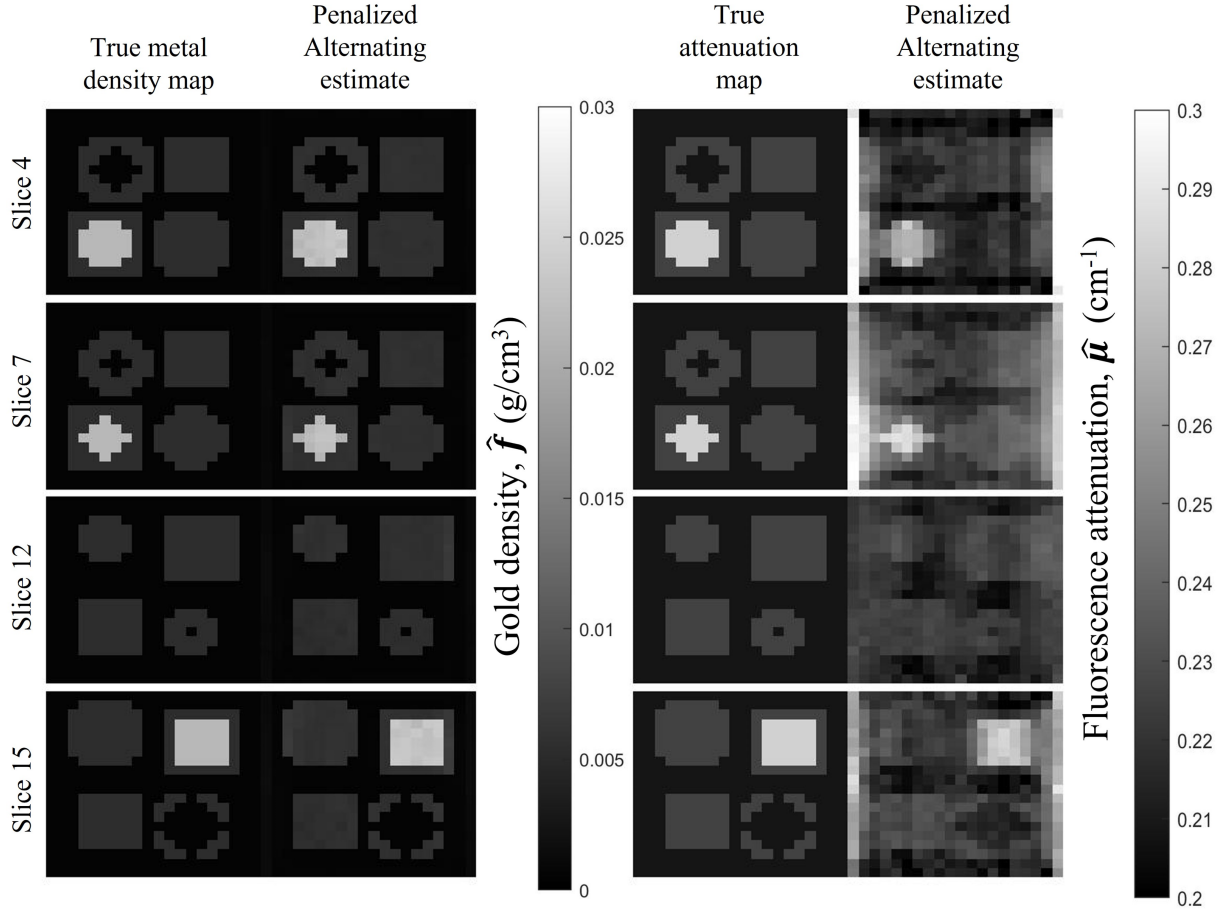 True metal
density map
Penalized
Alternating
estimate
True
attenuation
map
Penalized
Alternating
estimate
Slice 4
Slice 7
Slice 12
Slice 15
0.03
0.025
0.02
0.015
0.01
0.005
0
Gold density, f̂ (g/cm³)
0.3
0.29
0.28
0.27
0.26
0.25
0.24
0.23
0.22
0.21
0.2
Fluorescence attenuation, μ̂ (cm⁻¹)